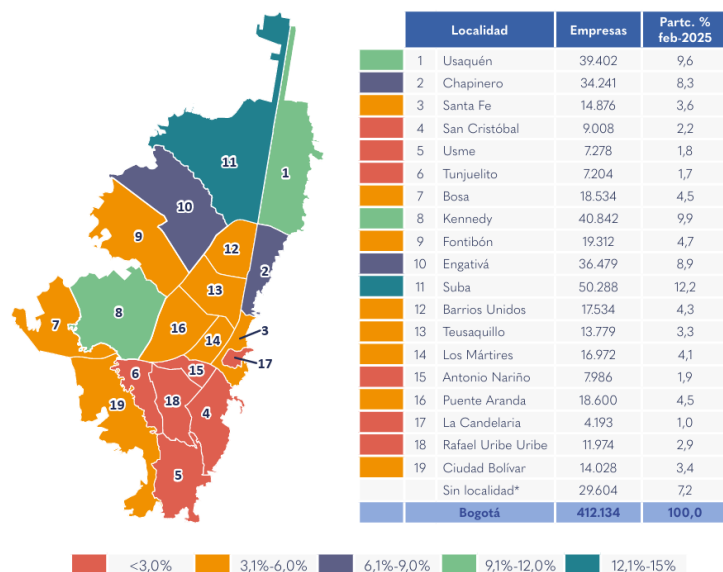 Localidad Empresas Partc. % feb-2025
1 Usaquén 39.402 9,6
2 Chapinero 34.241 8,3
3 Santa Fe 14.876 3,6
4 San Cristóbal 9.008 2,2
5 Usme 7.278 1,8
6 Tunjuelito 7.204 1,7
7 Bosa 18.534 4,5
8 Kennedy 40.842 9,9
9 Fontibón 19.312 4,7
10 Engativá 36.479 8,9
11 Suba 50.288 12,2
12 Barrios Unidos 17.534 4,3
13 Teusaquillo 13.779 3,3
14 Los Mártires 16.972 4,1
15 Antonio Nariño 7.986 1,9
16 Puente Aranda 18.600 4,5
17 La Candelaria 4.193 1,0
18 Rafael Uribe Uribe 11.974 2,9
19 Ciudad Bolívar 14.028 3,4
Sin localidad* 29.604 7,2
Bogotá 412.134 100,0
11
1
10
9
12
2
13
8
7
16
14
3
17
6
15
19
18
4
5
<3,0% 3,1%-6,0% 6,1%-9,0% 9,1%-12,0% 12,1%-15%